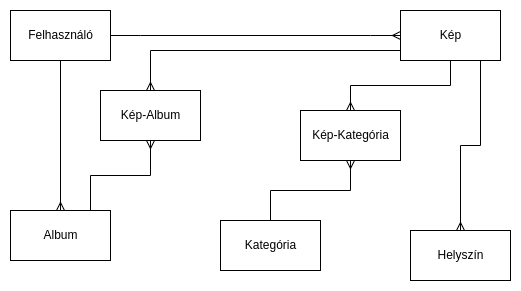 Felhasználó
Kép
Kép-Album
Kép-Kategória
Album
Kategória
Helyszín